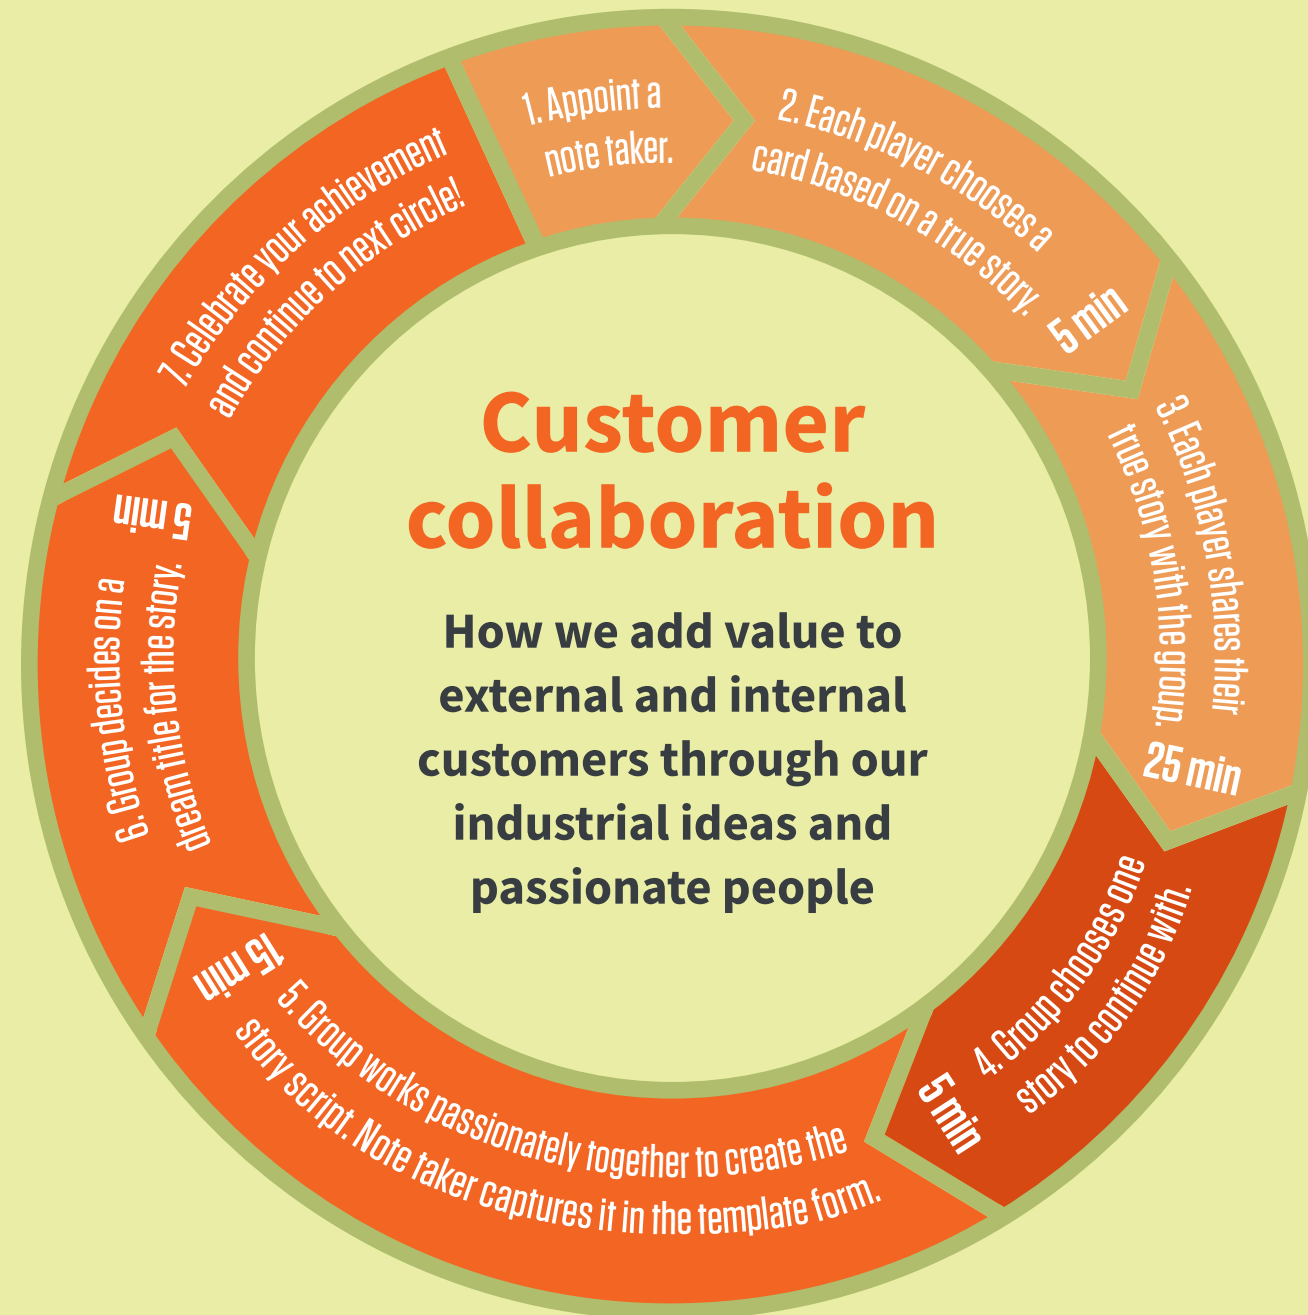 Customer
collaboration
How we add value to
external and internal
customers through our
industrial ideas and
passionate people
1. Appoint a
note taker.
2. Each player chooses a
card based on a true story.
5 min
3. Each player shares their
true story with the group.
25 min
4. Group chooses one
story to continue with.
5 min
5. Group works passionately together to create the
story script. Note taker captures it in the template form.
15 min
6. Group decides on a
dream title for the story.
5 min
7. Celebrate your achievement
and continue to next circle!